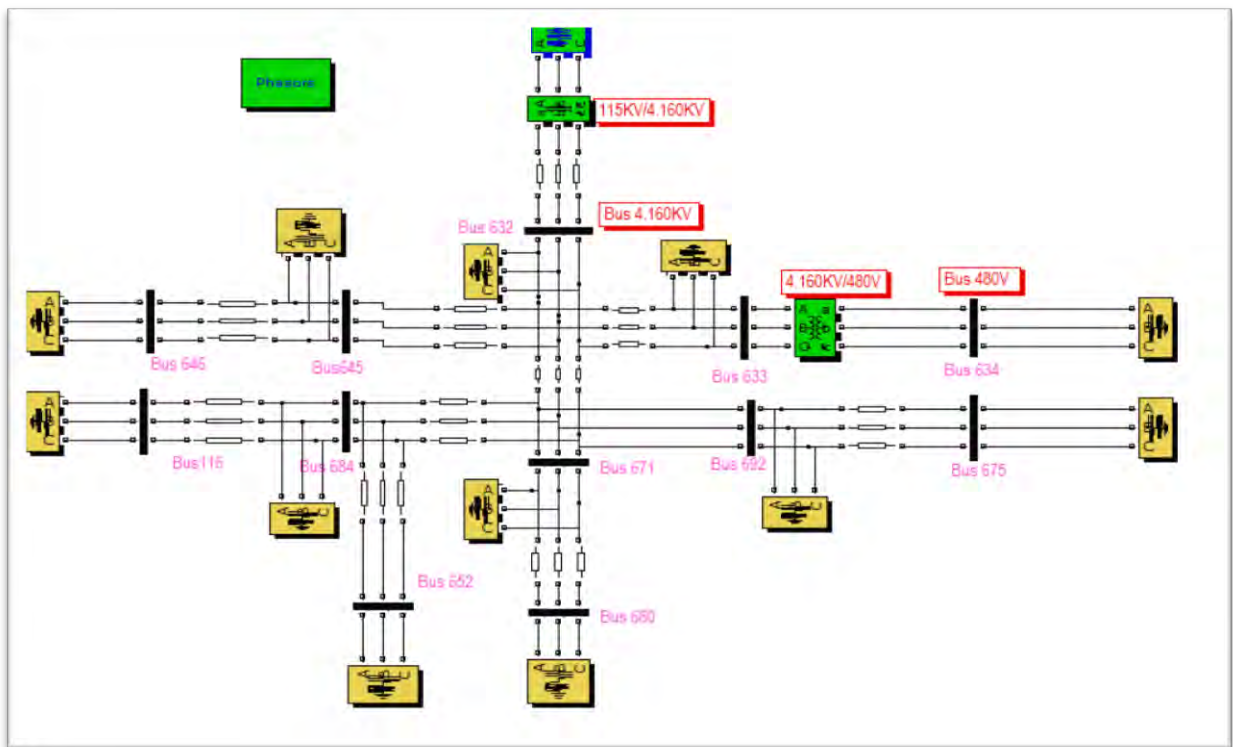 A C
Phasors
115KV/4.160KV
Bus 4.160KV
Bus 632
A
B
C
4.160KV/480V
Bus 480V
A
B
C
A
B
C
A
B
C
Bus 646
Bus645
Bus 633
Bus 634
A
B
C
A
B
C
Bus116
Bus 684
Bus 671
Bus 692
Bus 675
A
B
C
Bus 652
Bus 680